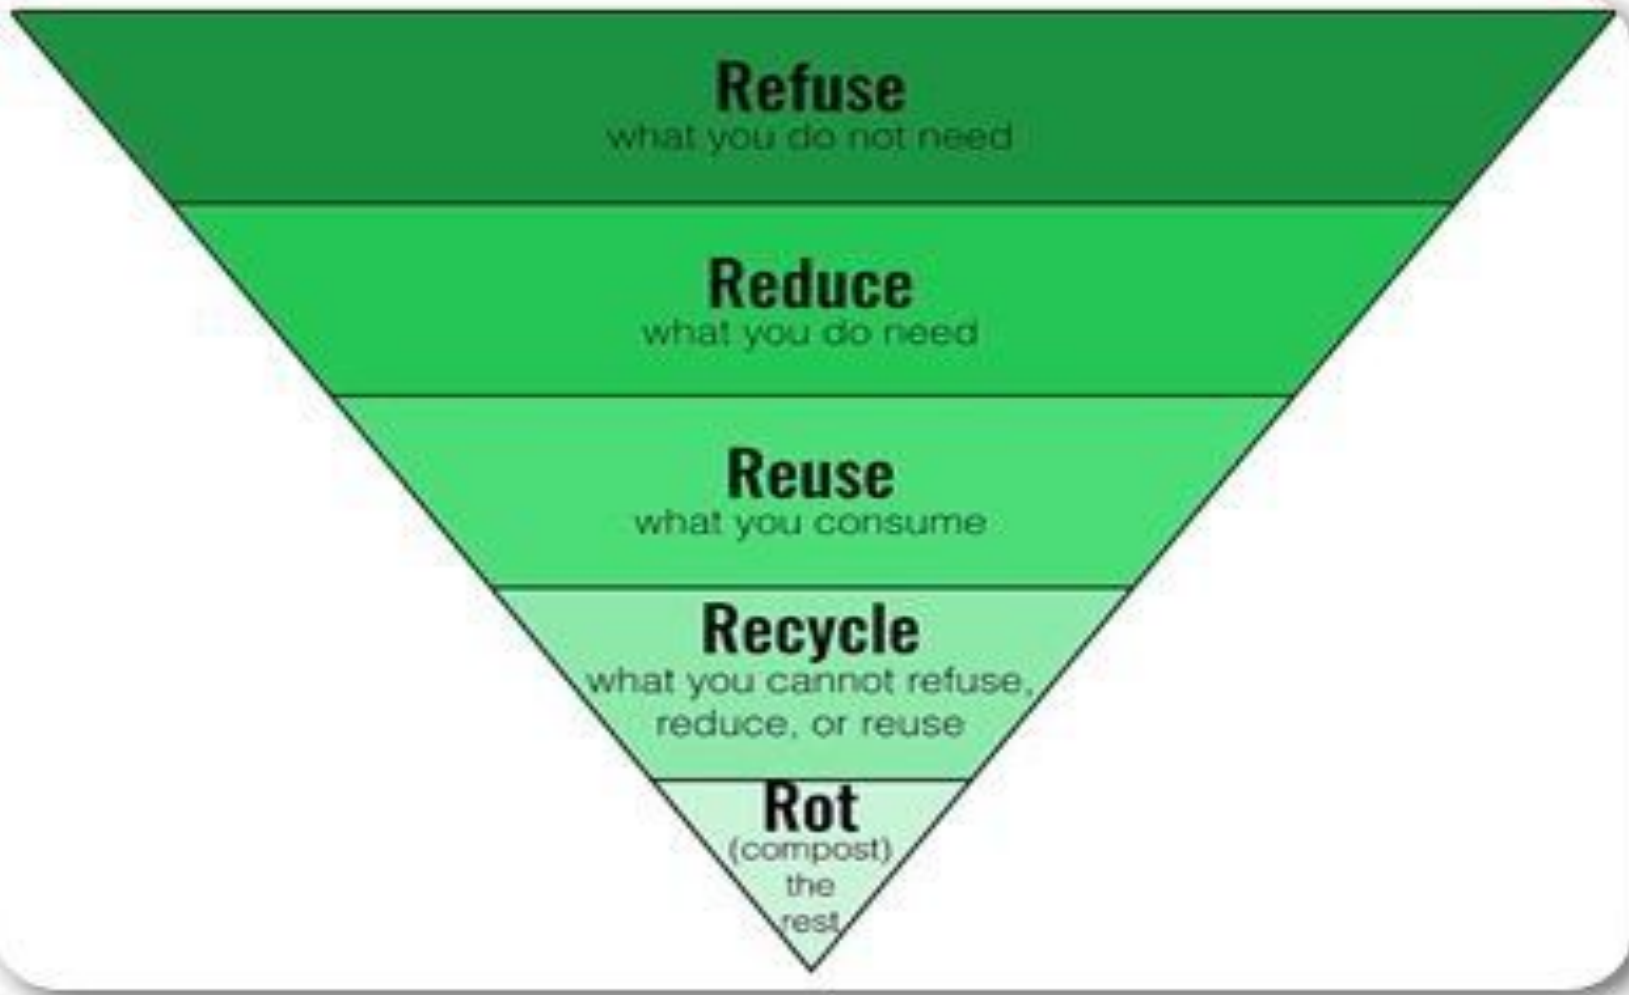 Refuse
what you do not need
Reduce
what you do need
Reuse
what you consume
Recycle
what you cannot refuse,
reduce, or reuse
Rot
(compost)
the
rest